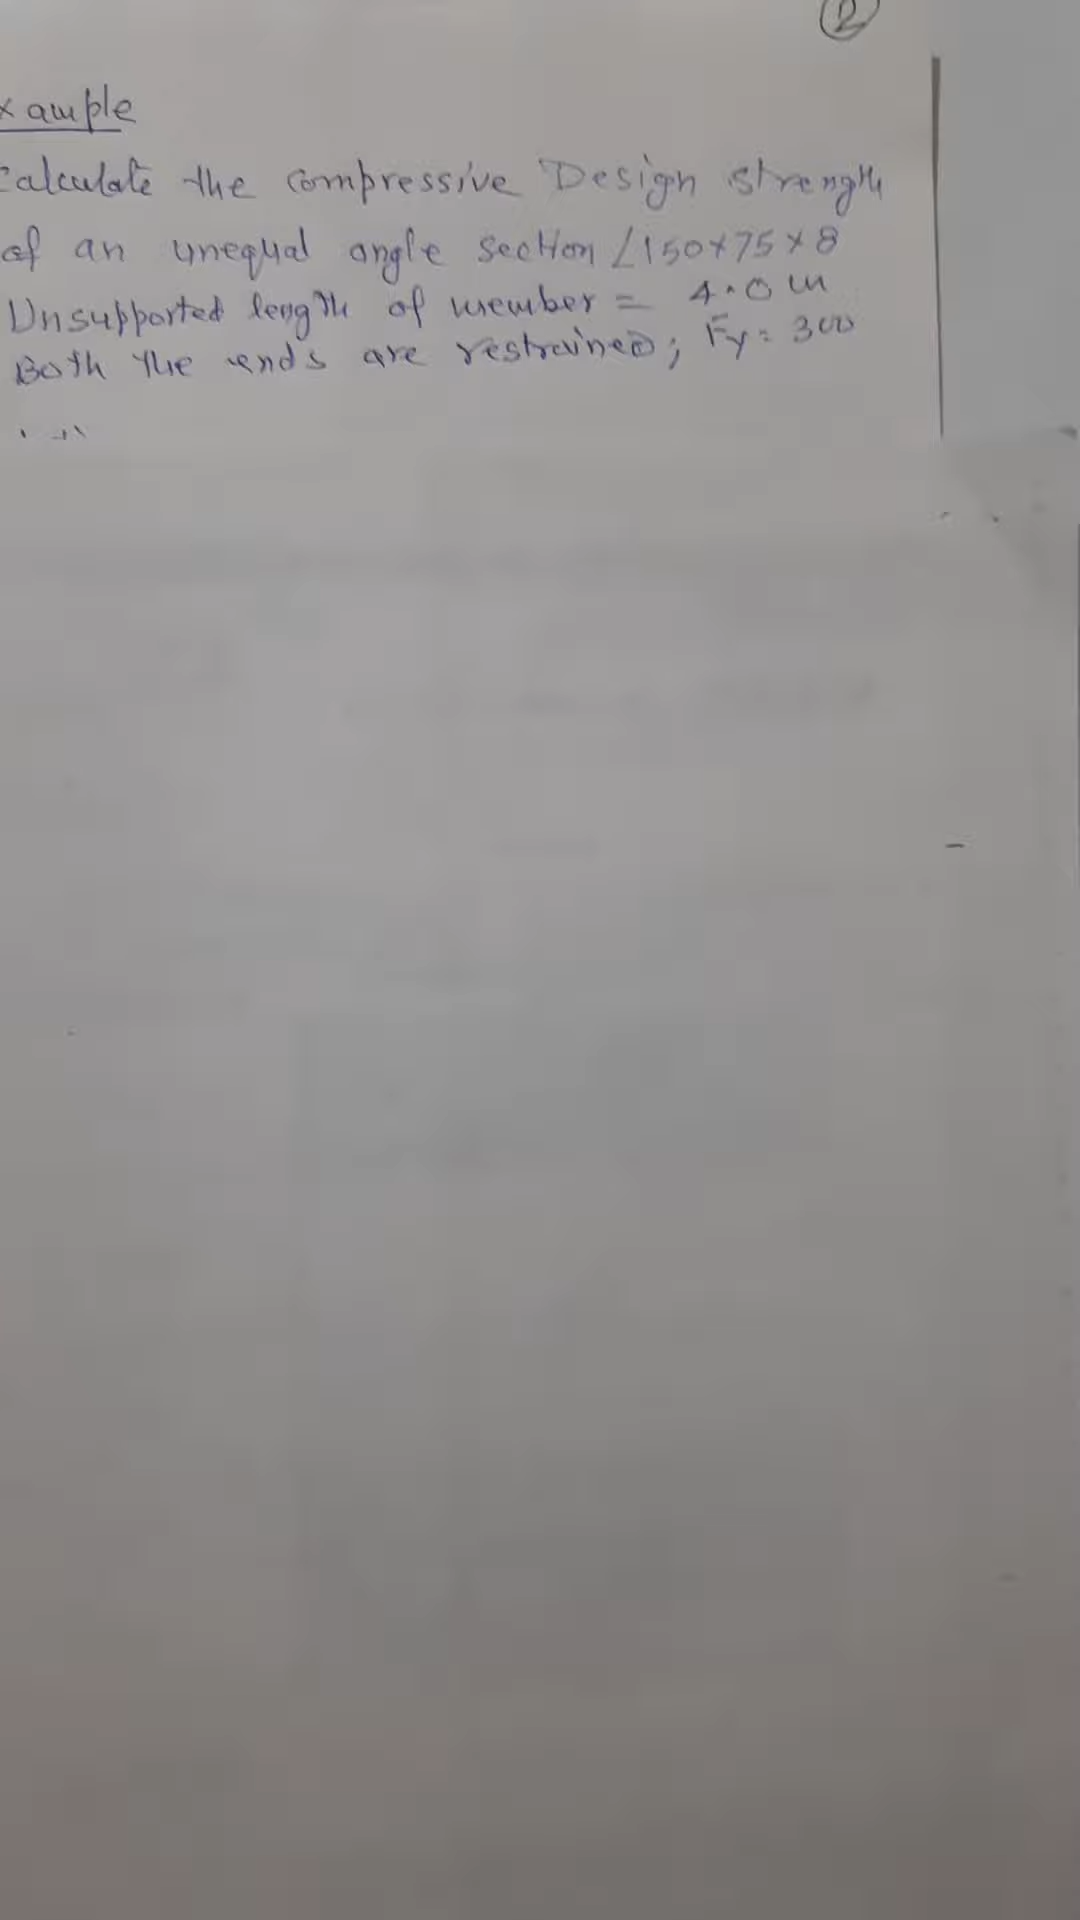 2
xample
calculate the compressive Design strength
of an unequal angle section ∠150×75×8
Unsupported length of member = 4.0 m
Both the ends are restrained; Fy = 300